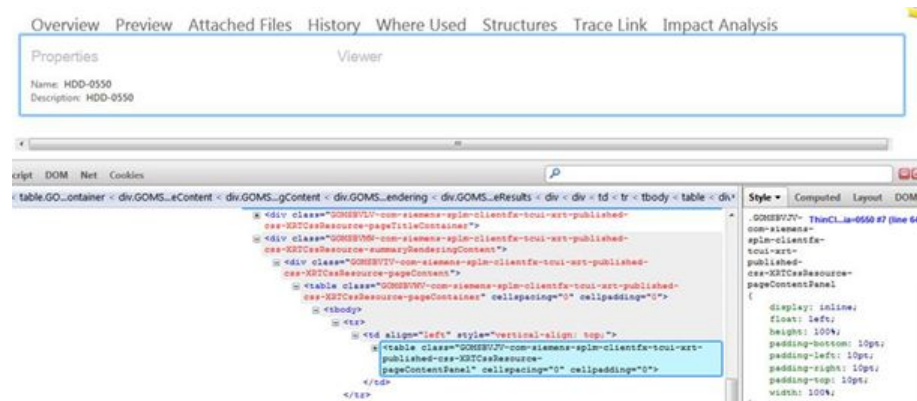 Overview Preview Attached Files History Where Used Structures Trace Link Impact Analysis
Properties Viewer
Name: HDD-0550
Description: HDD-0550
cript DOM Net Cookies
< table.GO...ontainer < div.GOMS...eContent < div.GOMS...gContent < div.GOMS...endering < div.GOMS...eResults < div < div < td < tr < tbody < table < div
Style Computed Layout DOM
<div class="GOMSBVLV-com-siemens-splm-clientfx-tcui-xrt-published-
css-XRTCssResource-pageTitleContainer">
<div class="GOMSBVMW-com-siemens-splm-clientfx-tcui-xrt-published-
css-XRTCssResource-summaryRenderingContent">
<div class="GOMSBVIV-com-siemens-splm-clientfx-tcui-xrt-published-
css-XRTCssResource-pageContent">
<table class="GOMSBVHV-com-siemens-splm-clientfx-tcui-xrt-published-
css-XRTCssResource-pageContainer" cellspacing="0" cellpadding="0">
<tbody>
<tr>
<td align="left" style="vertical-align: top;">
<table class="GOMSBVJV-com-siemens-splm-clientfx-tcui-xrt-
published-css-XRTCssResource-
pageContentPanel" cellspacing="0" cellpadding="0">
</td>
</tr>
.GOMSBVJV- ThinCl...ia=0550 #7 (line 64
com-siemens-
splm-clientfx-
tcui-xrt-
published-
css-XRTCssResource-
pageContentPanel
{
display: inline;
float: left;
height: 100%;
padding-bottom: 10pt;
padding-left: 10pt;
padding-right: 10pt;
padding-top: 10pt;
width: 100%;